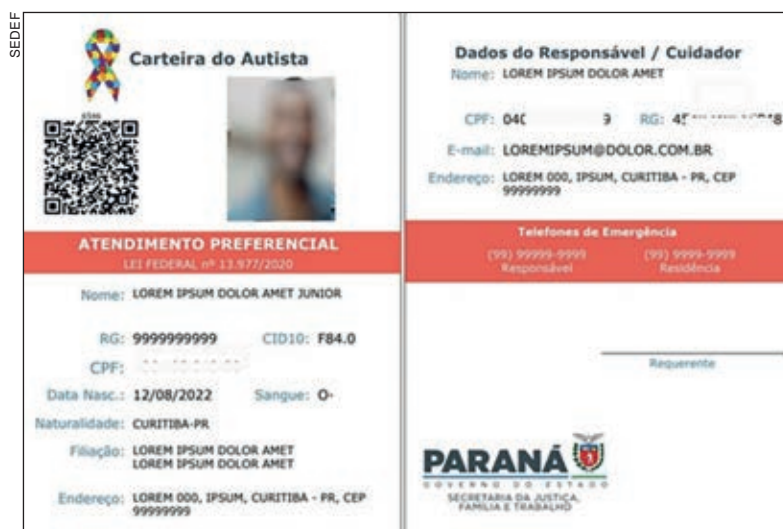 SEDEF
Carteira do Autista
6546
ATENDIMENTO PREFERENCIAL
LEI FEDERAL nº 13.977/2020
Nome: LOREM IPSUM DOLOR AMET JUNIOR
RG: 9999999999 CID10: F84.0
CPF:
Data Nasc.: 12/08/2022 Sangue: O-
Naturalidade: CURITIBA-PR
Filiação: LOREM IPSUM DOLOR AMET
LOREM IPSUM DOLOR AMET
Endereço: LOREM 000, IPSUM, CURITIBA - PR, CEP
99999999
Dados do Responsável / Cuidador
Nome: LOREM IPSUM DOLOR AMET
CPF: 04 9 RG: 45 8
E-mail: LOREMIPSUM@DOLOR.COM.BR
Endereço: LOREM 000, IPSUM, CURITIBA - PR, CEP
99999999
Telefones de Emergência
(99) 99999-9999 (99) 9999-9999
Responsável Residência
Requerente
PARANÁ
GOVERNO DO ESTADO
SECRETARIA DA JUSTIÇA,
FAMÍLIA E TRABALHO